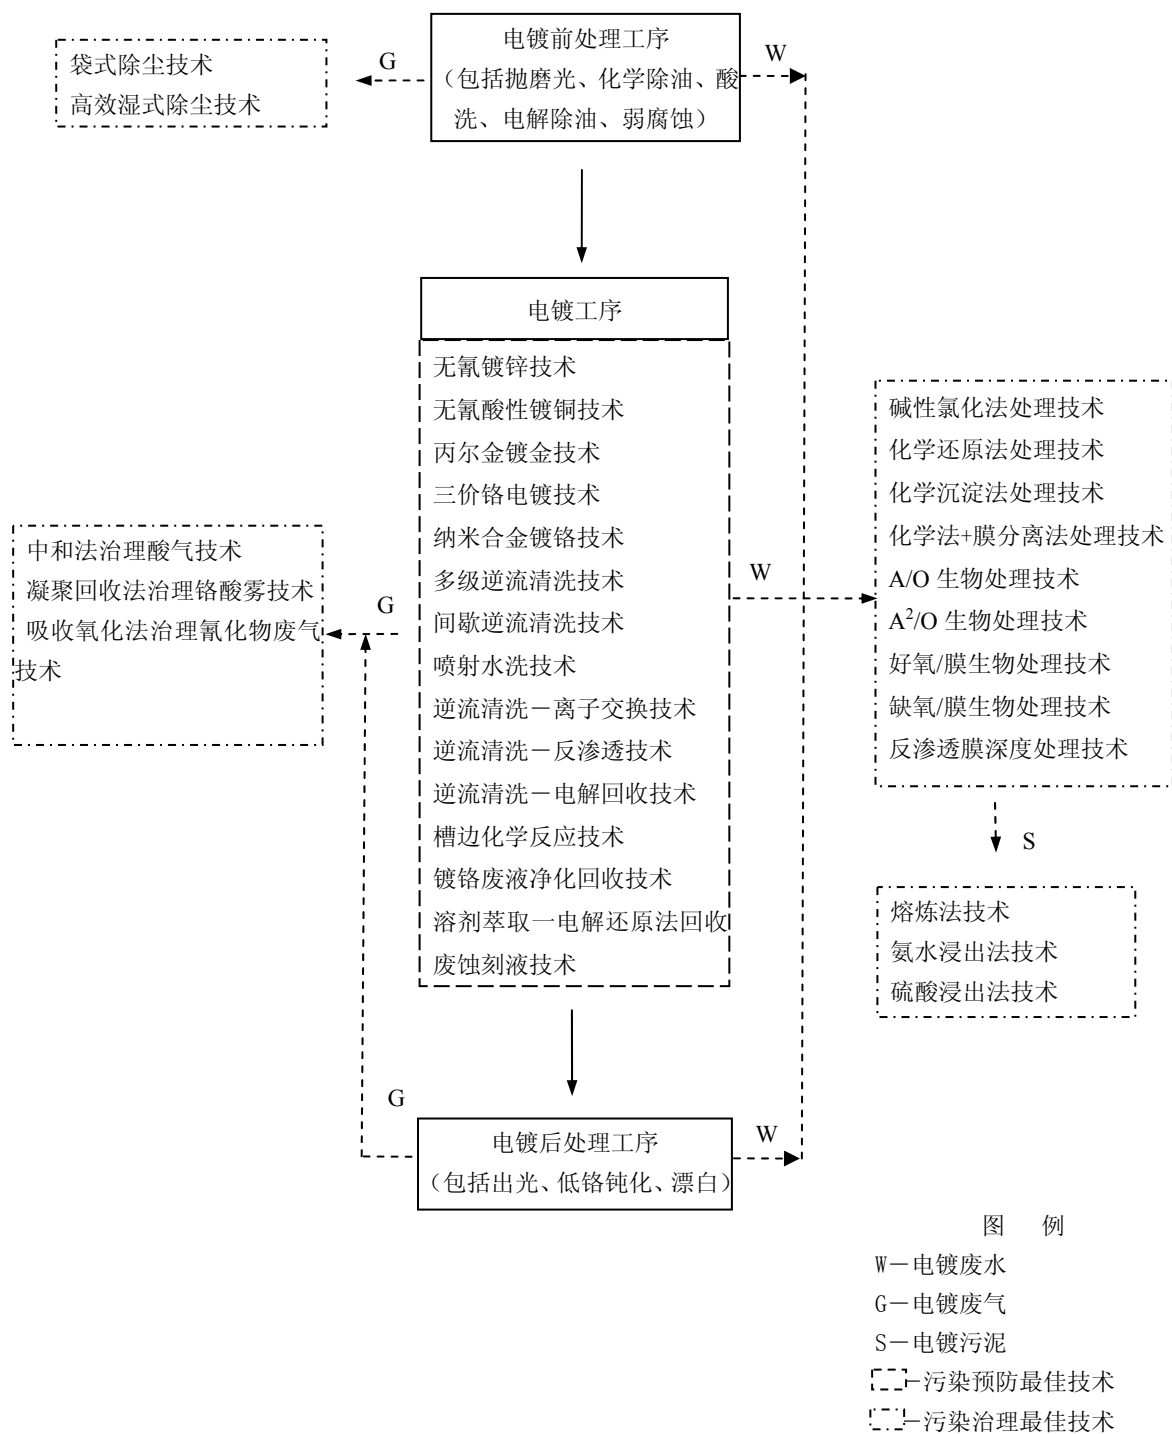 电镀前处理工序
（包括抛磨光、化学除油、酸
洗、电解除油、弱腐蚀）
G
W
袋式除尘技术
高效湿式除尘技术
电镀工序
无氰镀锌技术
无氰酸性镀铜技术
丙尔金镀金技术
三价铬电镀技术
纳米合金镀铬技术
多级逆流清洗技术
间歇逆流清洗技术
喷射水洗技术
逆流清洗－离子交换技术
逆流清洗－反渗透技术
逆流清洗－电解回收技术
槽边化学反应技术
镀铬废液净化回收技术
溶剂萃取－电解还原法回收
废蚀刻液技术
G
W
中和法治理酸气技术
凝聚回收法治理铬酸雾技术
吸收氧化法治理氰化物废气
技术
碱性氯化法处理技术
化学还原法处理技术
化学沉淀法处理技术
化学法+膜分离法处理技术
A/O 生物处理技术
A²/O 生物处理技术
好氧/膜生物处理技术
缺氧/膜生物处理技术
反渗透膜深度处理技术
S
熔炼法技术
氨水浸出法技术
硫酸浸出法技术
G
W
电镀后处理工序
（包括出光、低铬钝化、漂白）
图 例
W－电镀废水
G－电镀废气
S－电镀污泥
－污染预防最佳技术
－污染治理最佳技术